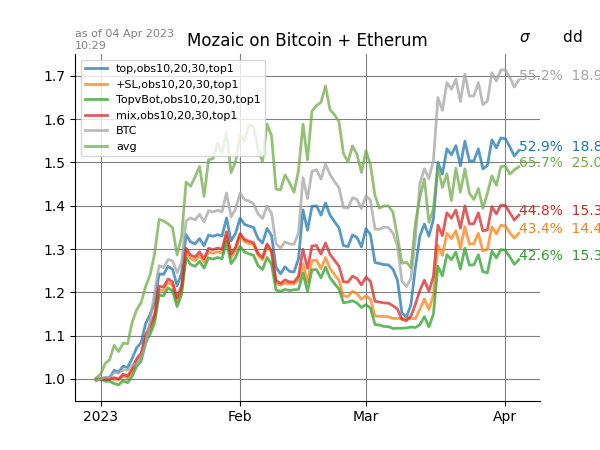 as of 04 Apr 2023
10:29
Mozaic on Bitcoin + Etherum
σ dd
top,obs10,20,30,top1
+SL,obs10,20,30,top1
TopvBot,obs10,20,30,top1
mix,obs10,20,30,top1
BTC
avg
1.7
1.6
1.5
1.4
1.3
1.2
1.1
1.0
55.2% 18.9
52.9% 18.8
65.7% 25.0
44.8% 15.3
43.4% 14.4
42.6% 15.3
2023 Feb Mar Apr